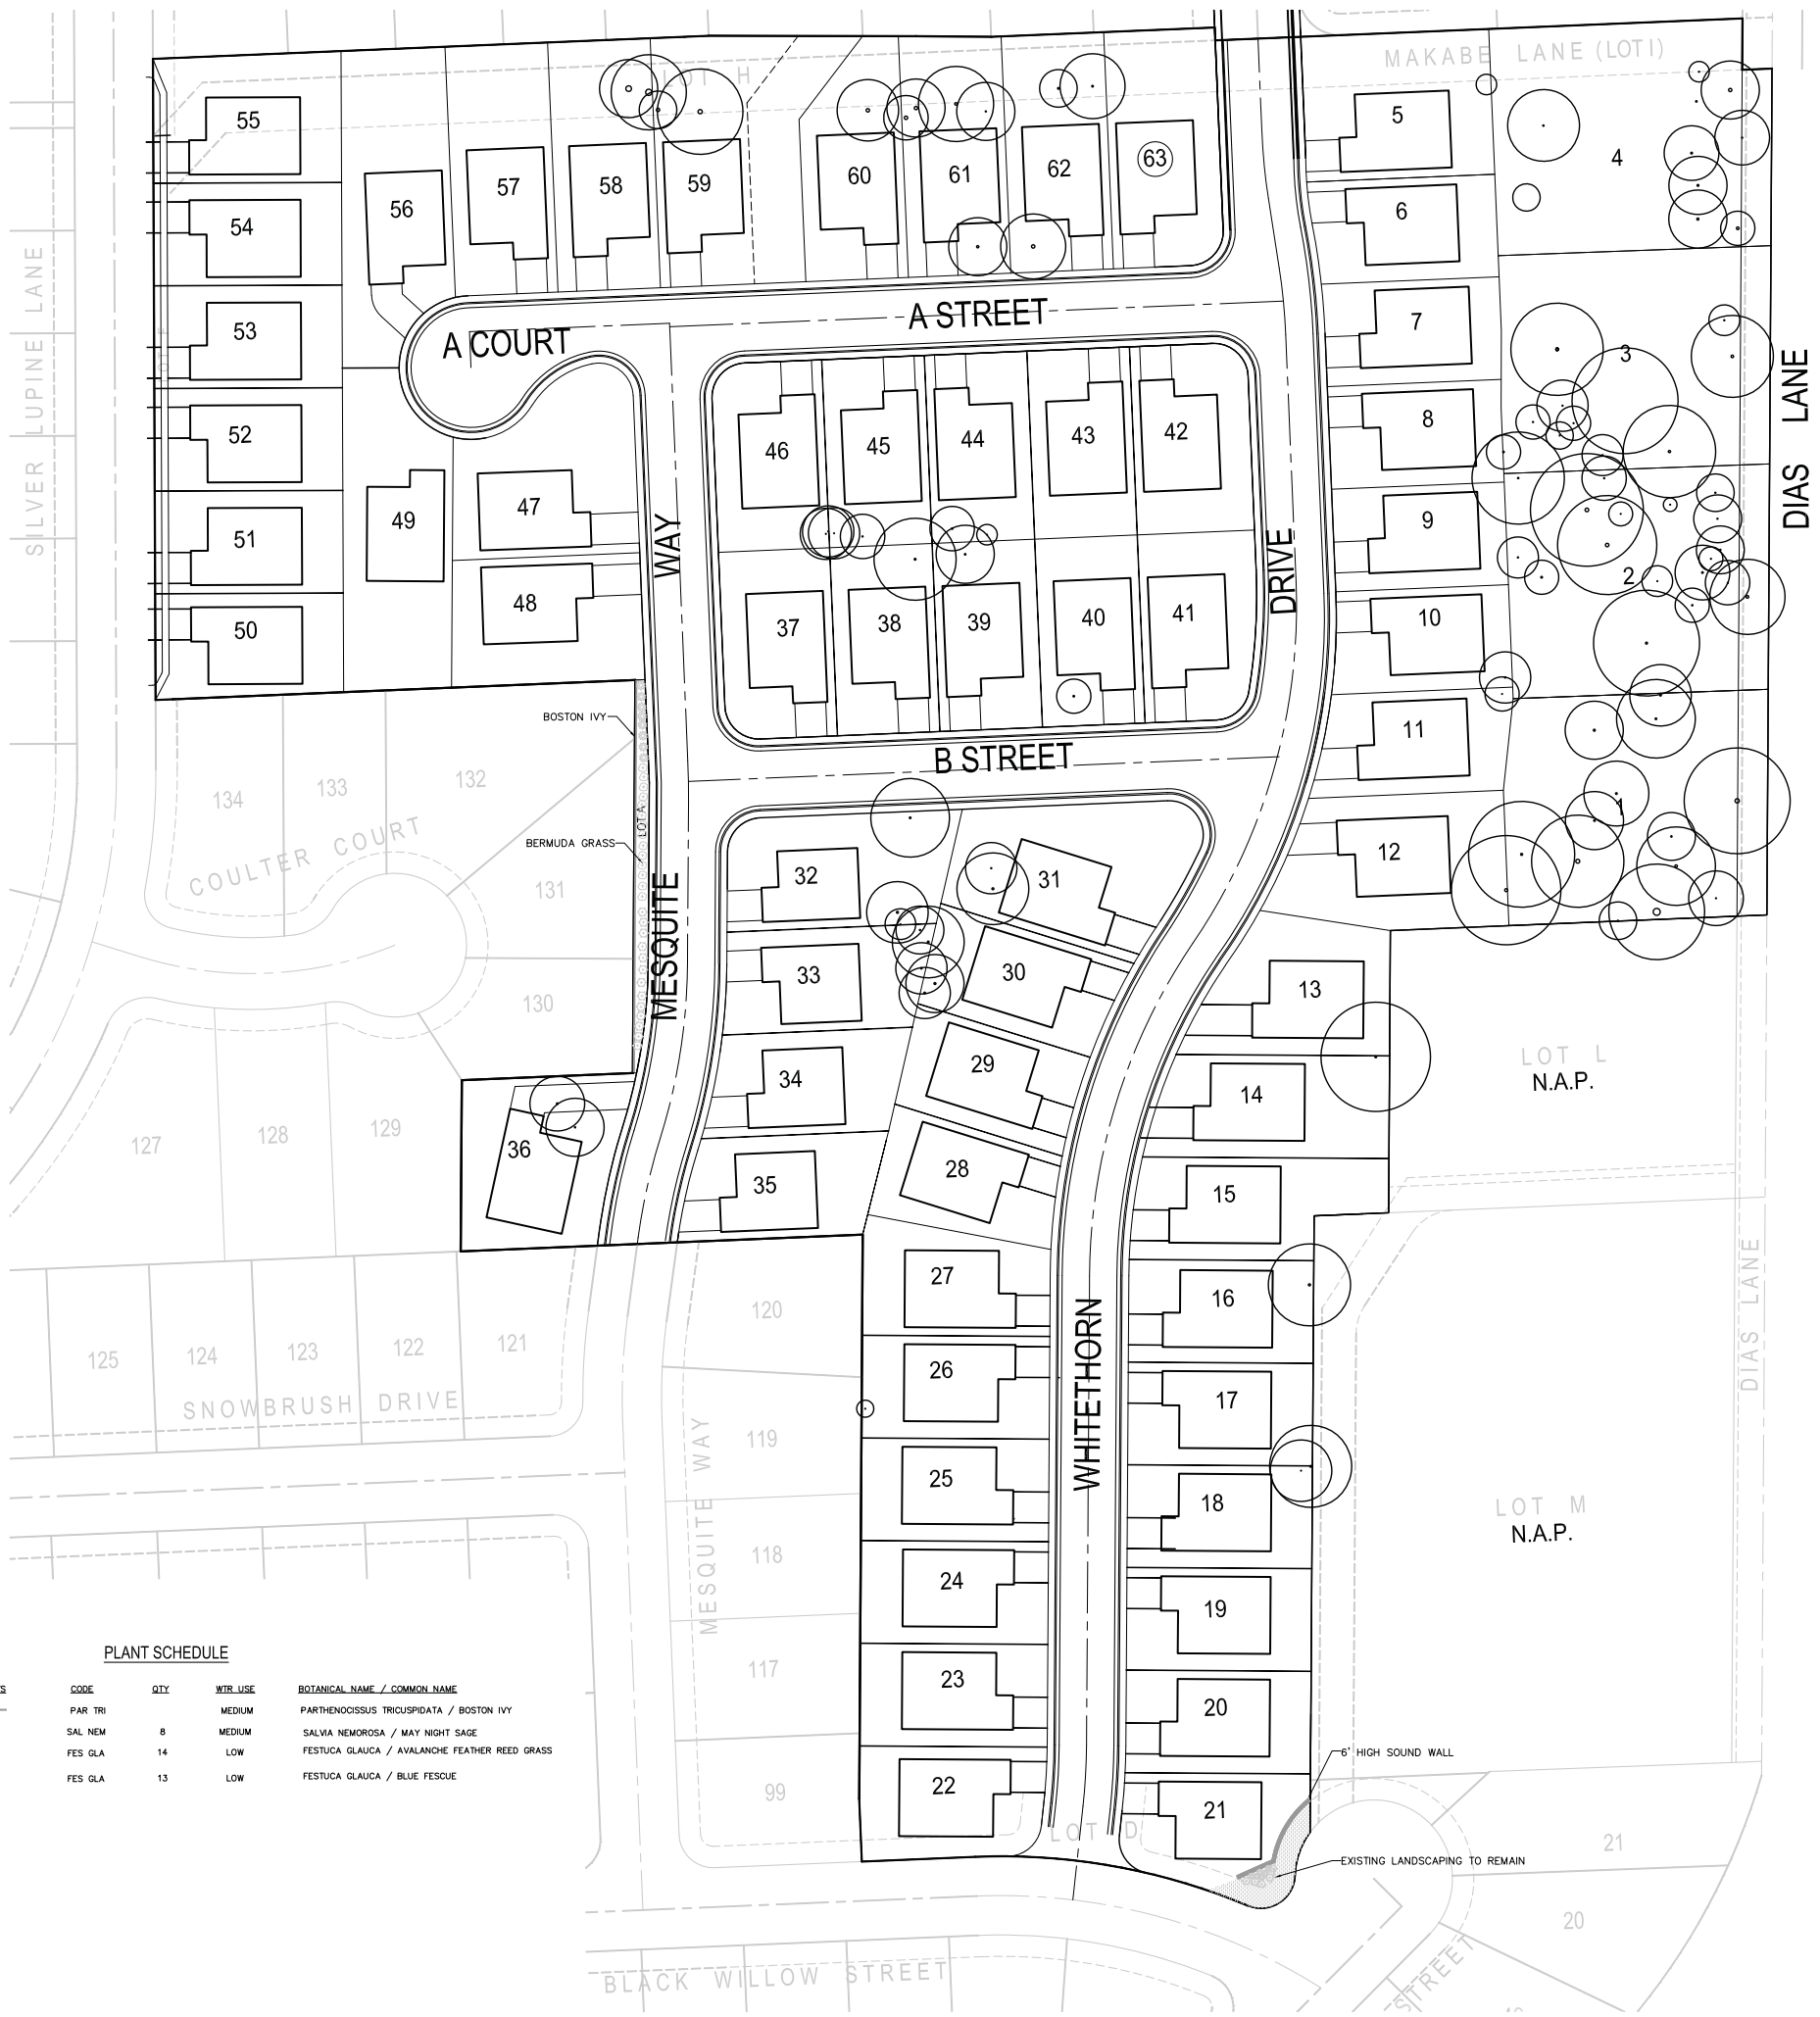 MAKABE LANE (LOT I)
LOT H
55
5
4
63
62
61
60
59
58
57
56
6
54
SILVER LUPINE LANE
53
A COURT
A STREET
7
3
DIAS LANE
52
46
45
44
43
42
8
51
49
47
WAY
DRIVE
9
2
50
48
37
38
39
40
41
10
BOSTON IVY
B STREET
11
134
133
132
LOT A
1
COULTER COURT
BERMUDA GRASS
12
131
MESQUITE
32
31
130
33
30
13
LOT L
N.A.P.
34
29
14
127
128
129
36
35
28
15
DIAS LANE
27
16
120
125
124
123
122
121
26
WHITETHORN
17
SNOWBRUSH DRIVE
119
25
18
LOT M
N.A.P.
MESQUITE WAY
118
24
19
117
23
20
PLANT SCHEDULE
CODE QTY WTR USE BOTANICAL NAME / COMMON NAME
PAR TRI MEDIUM PARTHENOCISSUS TRICUSPIDATA / BOSTON IVY
SAL NEM 8 MEDIUM SALVIA NEMOROSA / MAY NIGHT SAGE
FES GLA 14 LOW FESTUCA GLAUCA / AVALANCHE FEATHER REED GRASS
FES GLA 13 LOW FESTUCA GLAUCA / BLUE FESCUE
6' HIGH SOUND WALL
99
22
21
LOT D
21
EXISTING LANDSCAPING TO REMAIN
20
BLACK WILLOW STREET
STREET